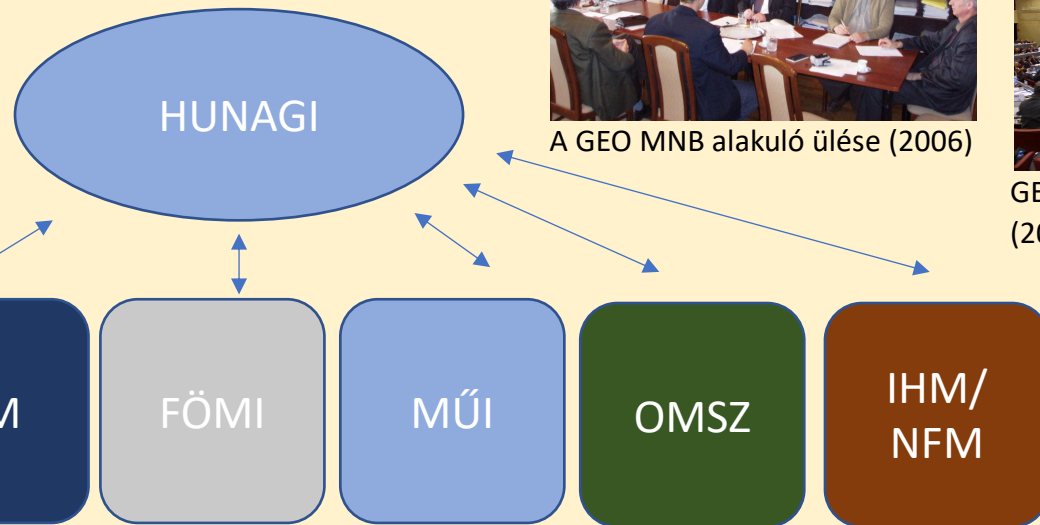 HUNAGI
A GEO MNB alakuló ülése (2006)
FÖMI
MŰI
OMSZ
IHM/
NFM